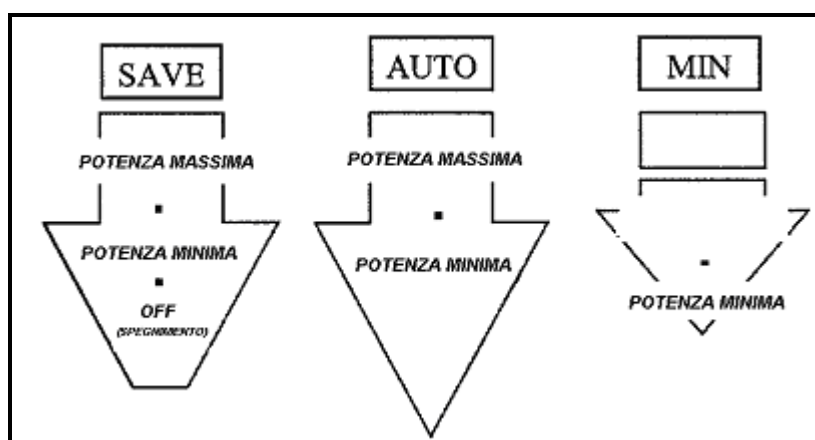 SAVE
POTENZA MASSIMA
POTENZA MINIMA
OFF
(SPEGNIMENTO)
AUTO
POTENZA MASSIMA
POTENZA MINIMA
MIN
POTENZA MINIMA